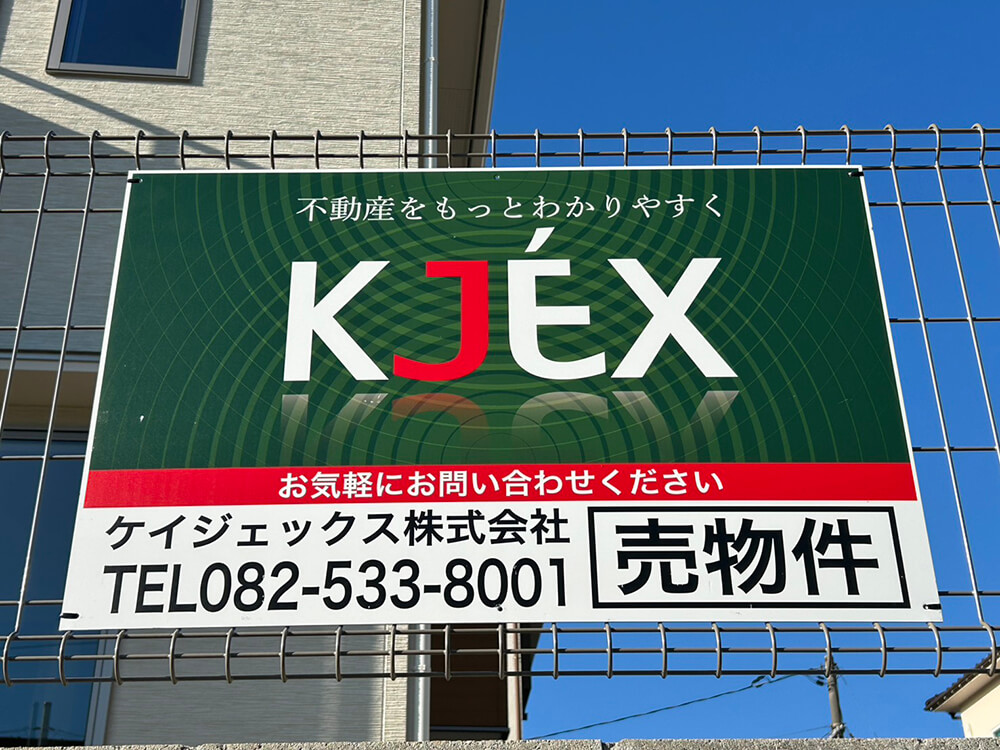 不動産をもっとわかりやすく
KJÉX
お気軽にお問い合わせください
ケイジェックス株式会社
TEL082-533-8001
売物件